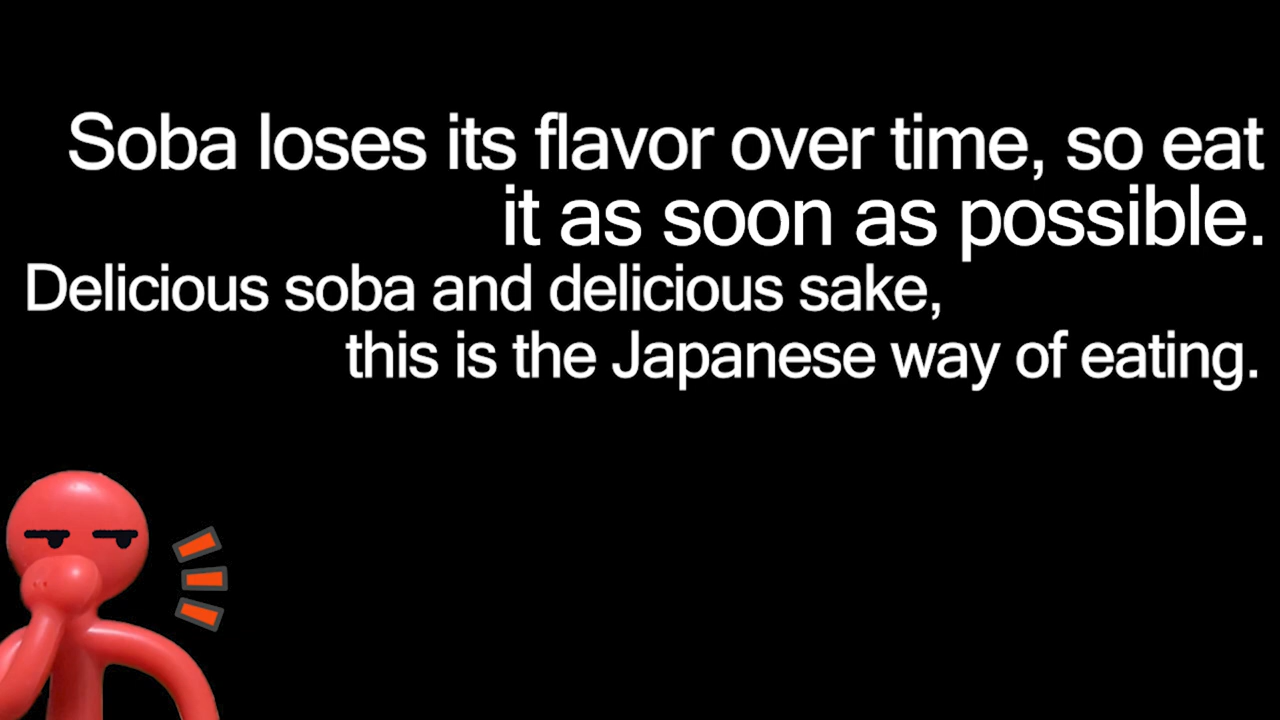 Soba loses its flavor over time, so eat
it as soon as possible.
Delicious soba and delicious sake,
this is the Japanese way of eating.